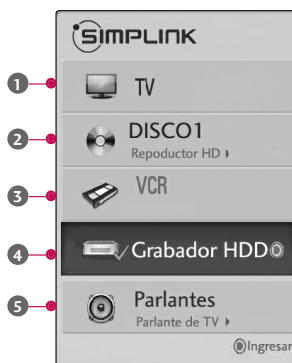 SIMPLINK
1 TV
2 DISCO1
Repoductor HD
3 VCR
4 Grabador HDD
5 Parlantes
Parlante de TV
Ingresar